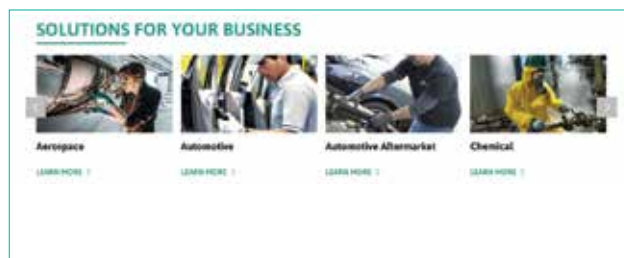 SOLUTIONS FOR YOUR BUSINESS
Aerospace
Automotive
Automotive Aftermarket
Chemical
LEARN MORE
LEARN MORE
LEARN MORE
LEARN MORE